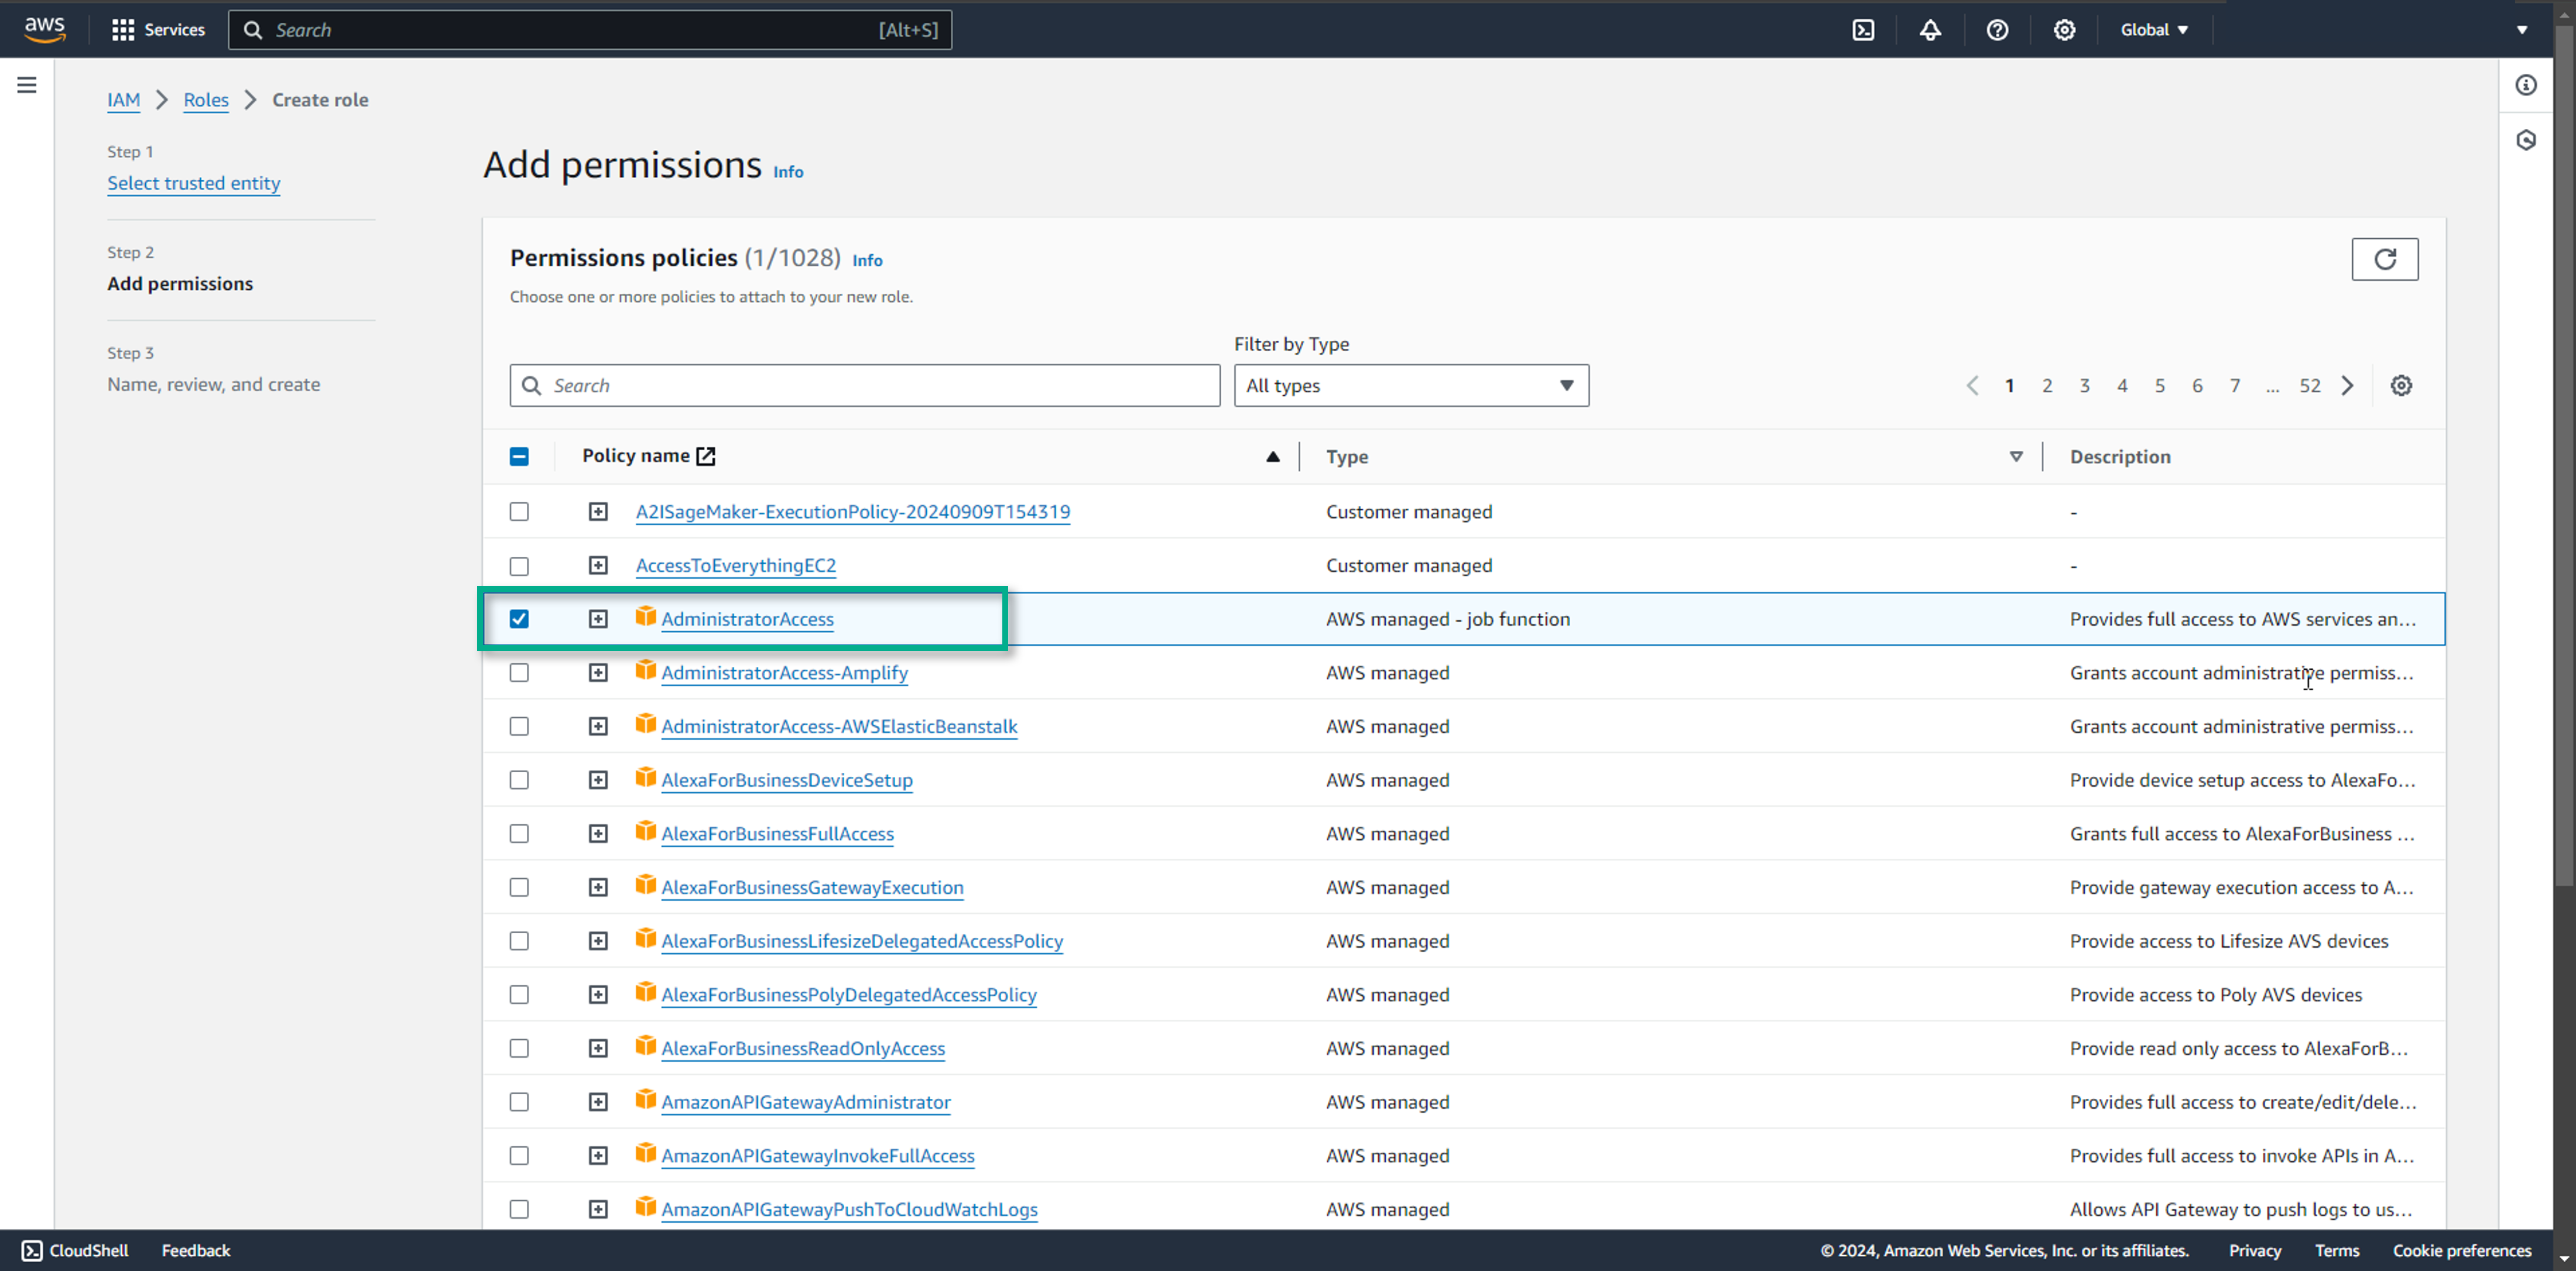 aws
Services
Search [Alt+S]
Global
IAM > Roles > Create role
Step 1
Select trusted entity
Step 2
Add permissions
Step 3
Name, review, and create
Add permissions Info
Permissions policies (1/1028) Info
Choose one or more policies to attach to your new role.
Filter by Type
Search
All types
1 2 3 4 5 6 7 ... 52
Policy name Type Description
A2ISageMaker-ExecutionPolicy-20240909T154319 Customer managed -
AccessToEverythingEC2 Customer managed -
AdministratorAccess AWS managed - job function Provides full access to AWS services an...
AdministratorAccess-Amplify AWS managed Grants account administrative permiss...
AdministratorAccess-AWSElasticBeanstalk AWS managed Grants account administrative permiss...
AlexaForBusinessDeviceSetup AWS managed Provide device setup access to AlexaFo...
AlexaForBusinessFullAccess AWS managed Grants full access to AlexaForBusiness ...
AlexaForBusinessGatewayExecution AWS managed Provide gateway execution access to A...
AlexaForBusinessLifesizeDelegatedAccessPolicy AWS managed Provide access to Lifesize AVS devices
AlexaForBusinessPolyDelegatedAccessPolicy AWS managed Provide access to Poly AVS devices
AlexaForBusinessReadOnlyAccess AWS managed Provide read only access to AlexaForB...
AmazonAPIGatewayAdministrator AWS managed Provides full access to create/edit/dele...
AmazonAPIGatewayInvokeFullAccess AWS managed Provides full access to invoke APIs in A...
AmazonAPIGatewayPushToCloudWatchLogs AWS managed Allows API Gateway to push logs to us...
CloudShell Feedback © 2024, Amazon Web Services, Inc. or its affiliates. Privacy Terms Cookie preferences